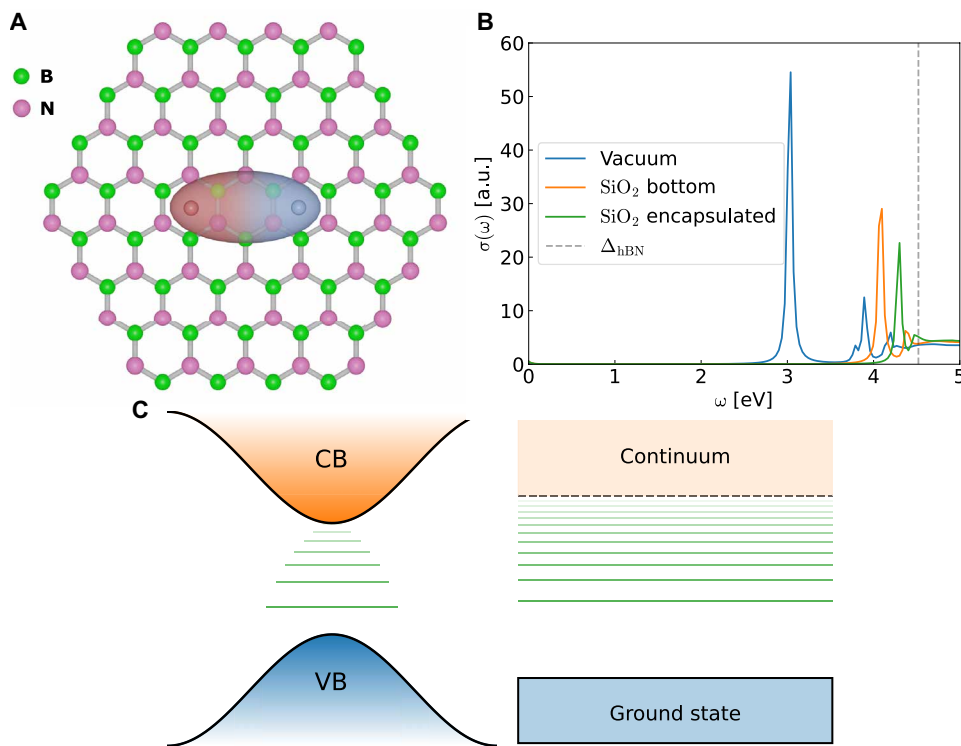 A
B
N
B
60
50
40
30
20
10
0
σ(ω) [a.u.]
Vacuum
SiO₂ bottom
SiO₂ encapsulated
Δ_hBN
0 1 2 3 4 5
ω [eV]
C
CB
VB
Continuum
Ground state